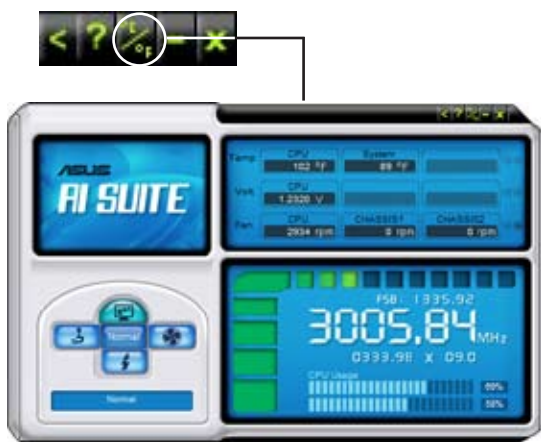 < ? °C/°F - x
< ? - x
ASUS
AI SUITE
Temp CPU System
102 °F 89 °F
Volt CPU
1.2320 V
Fan CPU CHASSIS1 CHASSIS2
2934 rpm 0 rpm 0 rpm
Normal
Normal
FSB: 1335.92
3005.84 MHz
0333.98 X 09.0
CPU Usage
69%
58%